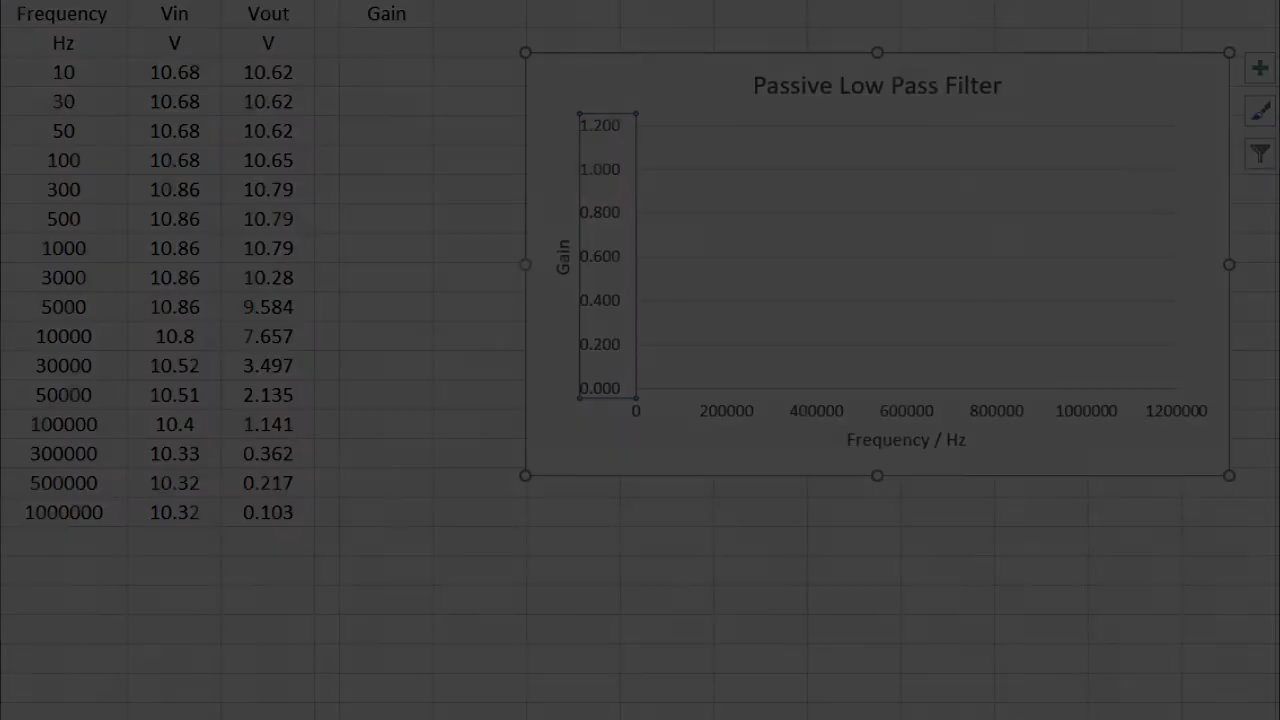 Frequency Vin Vout Gain
Hz V V
10 10.68 10.62
30 10.68 10.62
50 10.68 10.62
100 10.68 10.65
300 10.86 10.79
500 10.86 10.79
1000 10.86 10.79
3000 10.86 10.28
5000 10.86 9.584
10000 10.8 7.657
30000 10.52 3.497
50000 10.51 2.135
100000 10.4 1.141
300000 10.33 0.362
500000 10.32 0.217
1000000 10.32 0.103
Passive Low Pass Filter
Gain
1.200
1.000
0.800
0.600
0.400
0.200
0.000
0 200000 400000 600000 800000 1000000 1200000
Frequency / Hz